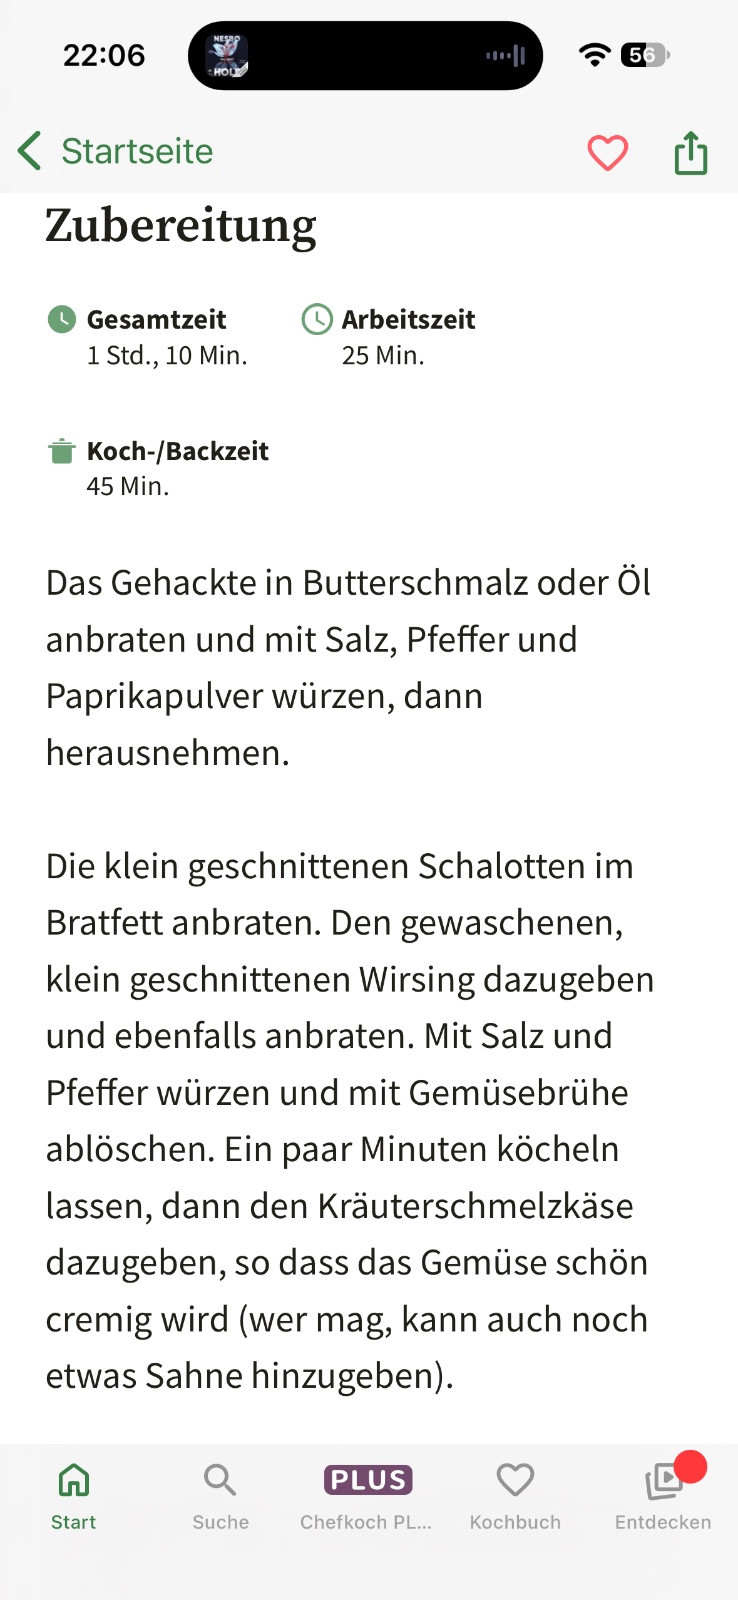 22:06
NESBO
HOLE
56
Startseite
Zubereitung
Gesamtzeit
1 Std., 10 Min.
Arbeitszeit
25 Min.
Koch-/Backzeit
45 Min.
Das Gehackte in Butterschmalz oder Öl
anbraten und mit Salz, Pfeffer und
Paprikapulver würzen, dann
herausnehmen.
Die klein geschnittenen Schalotten im
Bratfett anbraten. Den gewaschenen,
klein geschnittenen Wirsing dazugeben
und ebenfalls anbraten. Mit Salz und
Pfeffer würzen und mit Gemüsebrühe
ablöschen. Ein paar Minuten köcheln
lassen, dann den Kräuterschmelzkäse
dazugeben, so dass das Gemüse schön
cremig wird (wer mag, kann auch noch
etwas Sahne hinzugeben).
Start
Suche
PLUS
Chefkoch PL...
Kochbuch
Entdecken